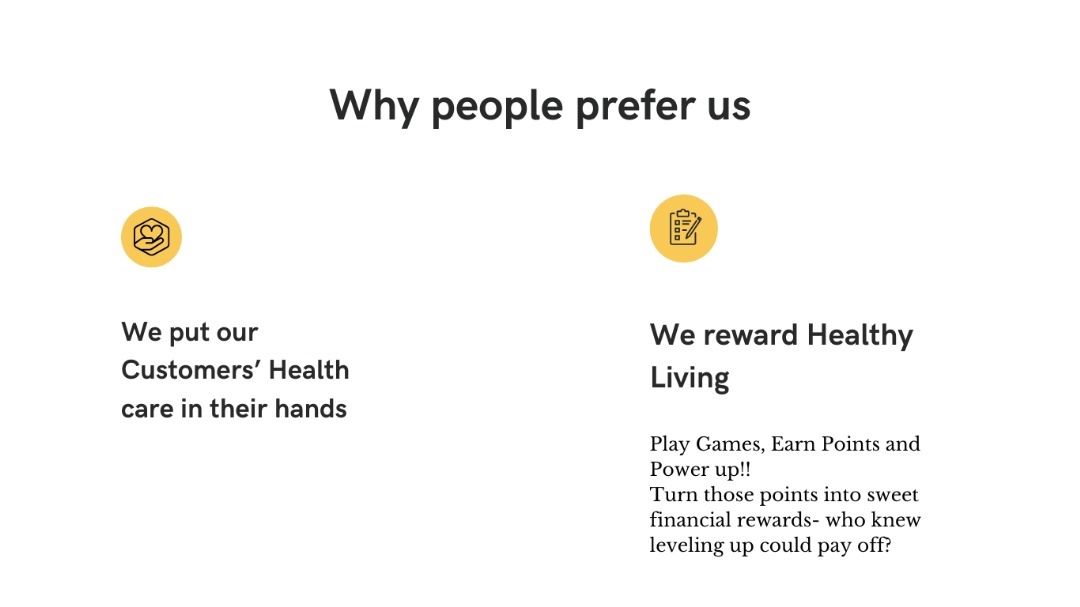 Why people prefer us
We put our
Customers’ Health
care in their hands
We reward Healthy
Living
Play Games, Earn Points and
Power up!!
Turn those points into sweet
financial rewards- who knew
leveling up could pay off?